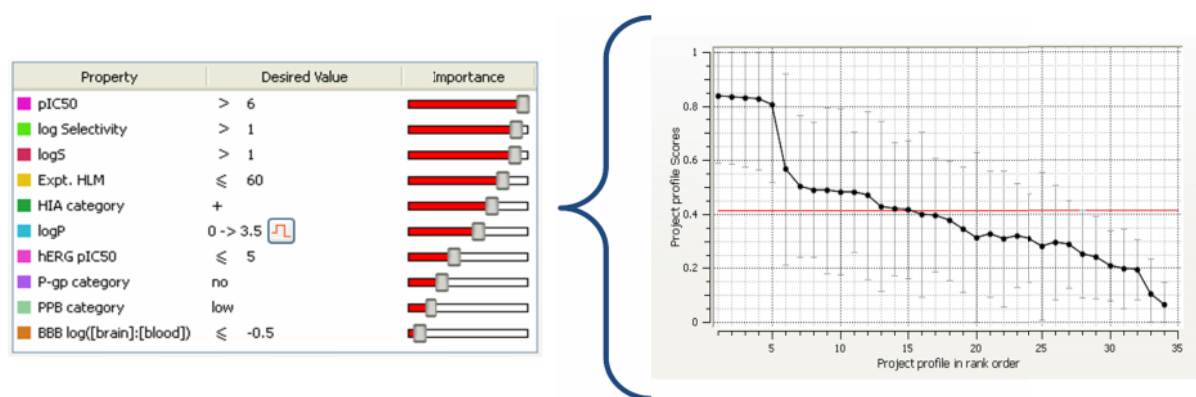 Property Desired Value Importance
pIC50 > 6
log Selectivity > 1
logS > 1
Expt. HLM ≤ 60
HIA category +
logP 0 -> 3.5
hERG pIC50 ≤ 5
P-gp category no
PPB category low
BBB log([brain]:[blood]) ≤ -0.5
Project profile Scores
1
0.8
0.6
0.4
0.2
0
5 10 15 20 25 30 35
Project profile in rank order